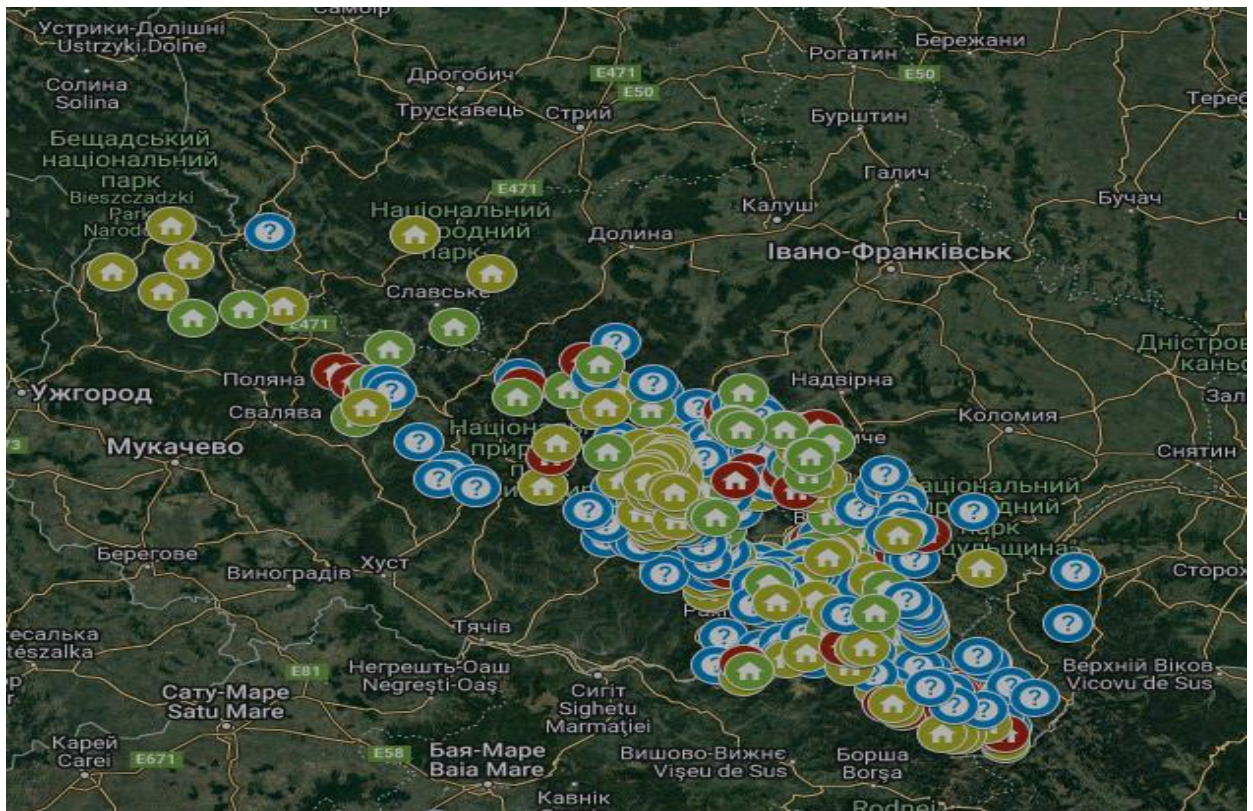 Самбір
Устрики-Долішні
Ustrzyki Dolne
Солина
Solina
Дрогобич
Трускавець
Стрий
E471
E50
Рогатин
E50
Бережани
Бурштин
Галич
Бучач
Бещадський
національний
парк
Bieszczadzki
Park
E471
Національний
парк
Калуш
Долина
Івано-Франківськ
Славське
E471
Ужгород
Поляна
Свалява
Мукачево
Надвірна
Коломия
Снятин
Берегове
Виноградів
Хуст
Тячів
E81
Негрешть-Оаш
Negrești-Oaș
Сату-Маре
Satu Mare
Сигіт
Sighetu
Marmației
Карей
Carei
E671
E58
Бая-Маре
Baia Mare
Кавнік
Вишово-Вижнє
Vișeu de Sus
Борша
Borșa
Верхній Віков
Vicovu de Sus
Rodnei